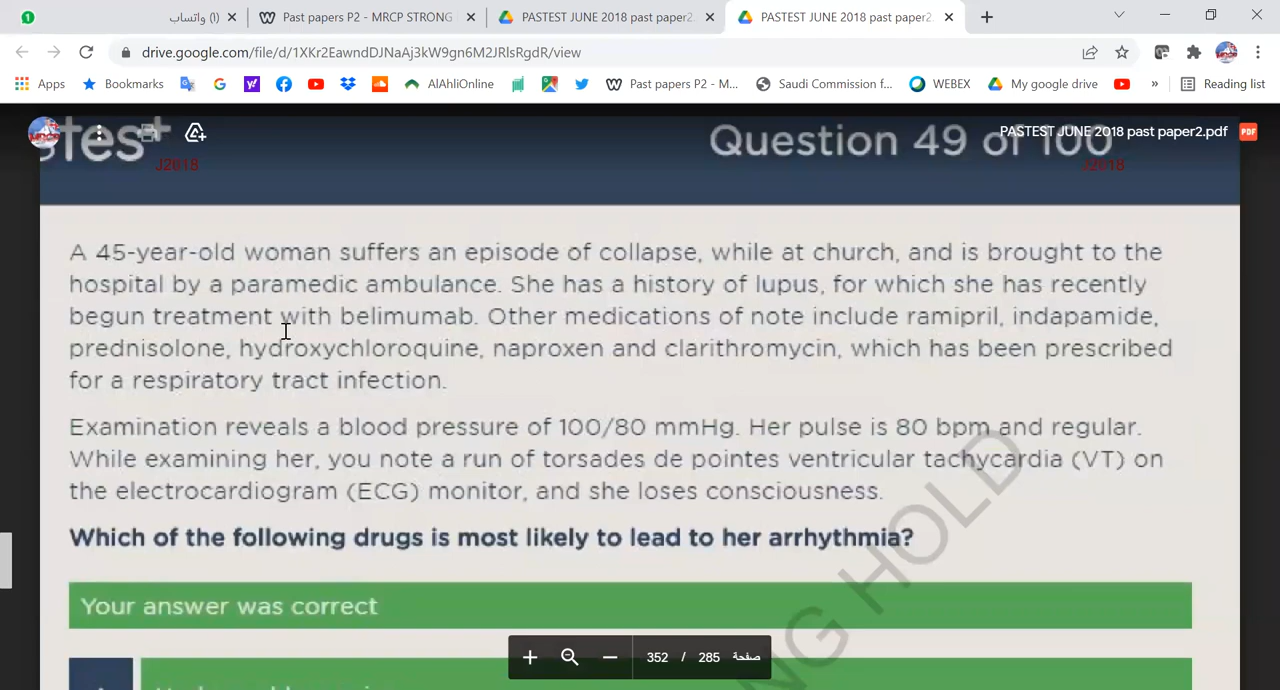 (1) واتساب
Past papers P2 - MRCP STRONG
PASTEST JUNE 2018 past paper2.
PASTEST JUNE 2018 past paper2.
drive.google.com/file/d/1XKr2EawndDJNaAj3kW9gn6M2JRIsRgdR/view
Apps
Bookmarks
AlAhliOnline
Past papers P2 - M...
Saudi Commission f...
WEBEX
My google drive
»
Reading list
Question 49 of 100
PASTEST JUNE 2018 past paper2.pdf
PDF
J2018
J2018
A 45-year-old woman suffers an episode of collapse, while at church, and is brought to the
hospital by a paramedic ambulance. She has a history of lupus, for which she has recently
begun treatment with belimumab. Other medications of note include ramipril, indapamide,
prednisolone, hydroxychloroquine, naproxen and clarithromycin, which has been prescribed
for a respiratory tract infection.
Examination reveals a blood pressure of 100/80 mmHg. Her pulse is 80 bpm and regular.
While examining her, you note a run of torsades de pointes ventricular tachycardia (VT) on
the electrocardiogram (ECG) monitor, and she loses consciousness.
Which of the following drugs is most likely to lead to her arrhythmia?
Your answer was correct
HOLD
352 / 285 صفحة